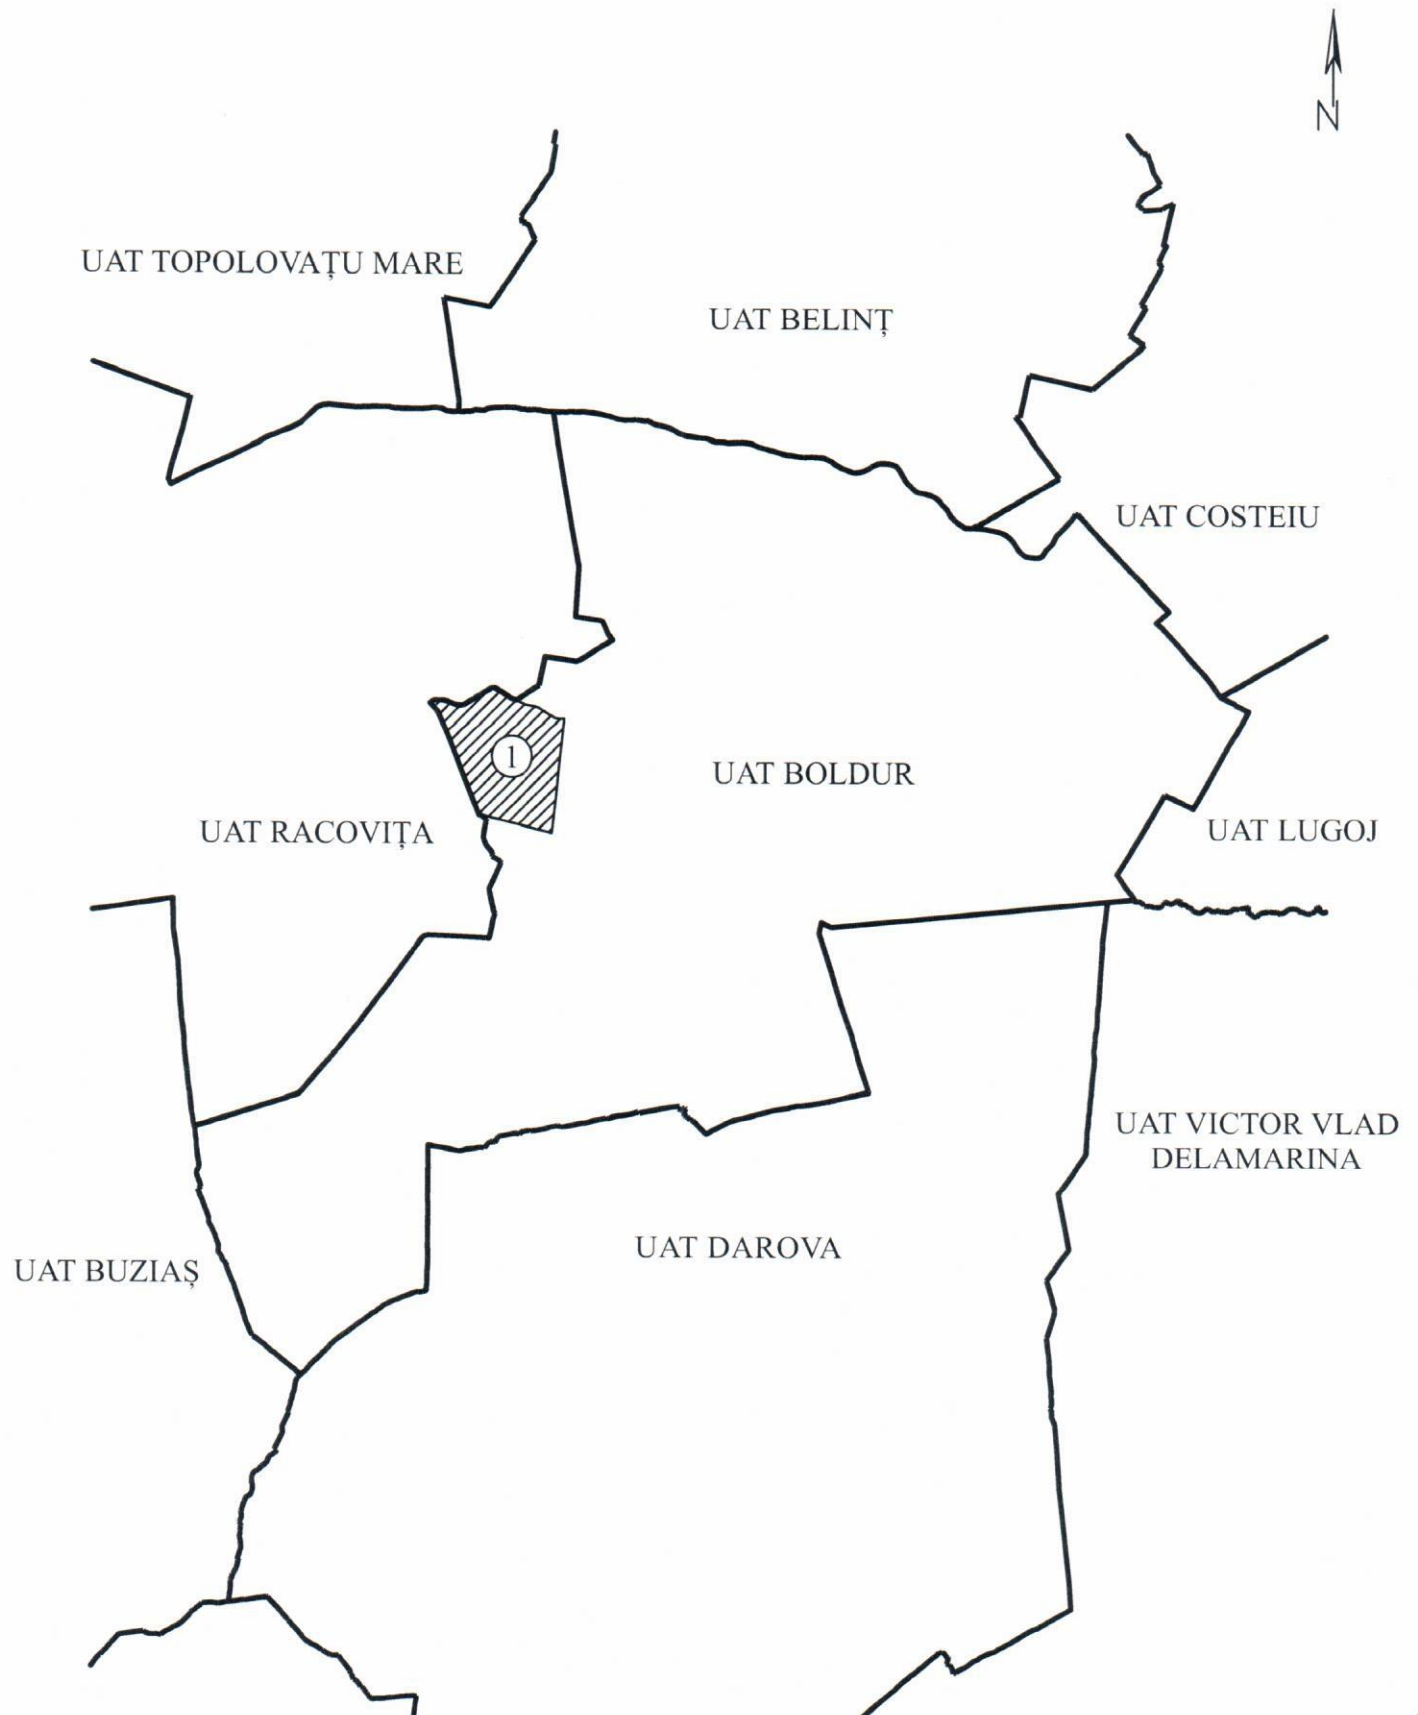 N
UAT TOPOLOVAȚU MARE
UAT BELINȚ
UAT COSTEIU
1
UAT BOLDUR
UAT RACOVIȚA
UAT LUGOJ
UAT VICTOR VLAD
DELAMARINA
UAT DAROVA
UAT BUZIAȘ